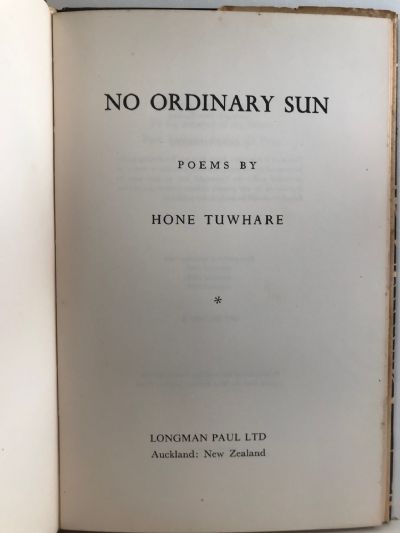 NO ORDINARY SUN
POEMS BY
HONE TUWHARE
*
LONGMAN PAUL LTD
Auckland: New Zealand